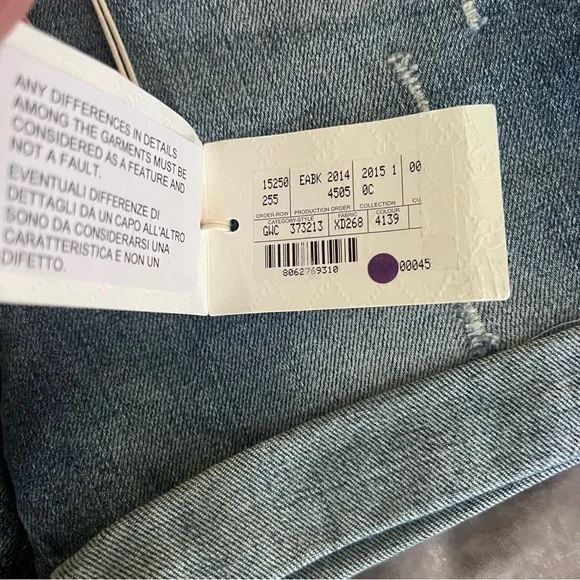 ANY DIFFERENCES IN DETAILS
AMONG THE GARMENTS MUST BE
CONSIDERED AS A FEATURE AND
NOT A FAULT.
EVENTUALI DIFFERENZE DI
DETTAGLI DA UN CAPO ALL'ALTRO
SONO DA CONSIDERARSI UNA
CARATTERISTICA E NON UN
DIFETTO.
15250 EABK 2014 2015 1 00
255 4505 0C
ORDER-ROW PRODUCTION ORDER COLLECTION CU
CATEGORY-STYLE FABRIC COLOUR
GWC 373213 XD268 4139
8062769310
00045